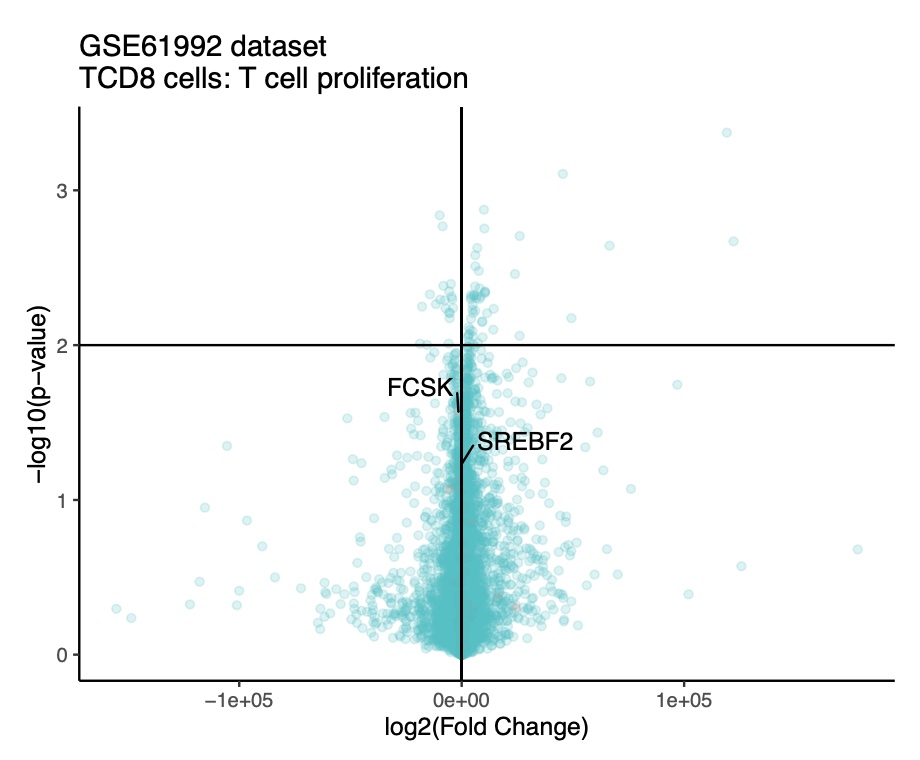 GSE61992 dataset
TCD8 cells: T cell proliferation
−log10(p−value)
3
2
1
0
FCSK
SREBF2
−1e+05
0e+00
1e+05
log2(Fold Change)